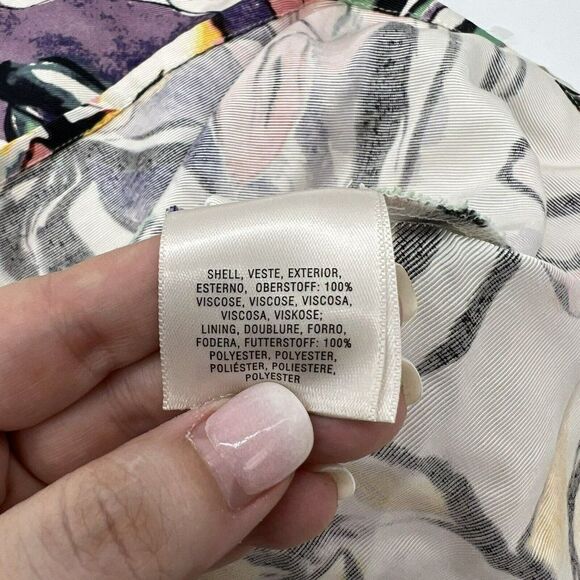 SHELL, VESTE, EXTERIOR,
ESTERNO, OBERSTOFF: 100%
VISCOSE, VISCOSE, VISCOSA,
VISCOSA, VISKOSE;
LINING, DOUBLURE, FORRO,
FODERA, FUTTERSTOFF: 100%
POLYESTER, POLYESTER,
POLIÉSTER, POLIESTERE,
POLYESTER